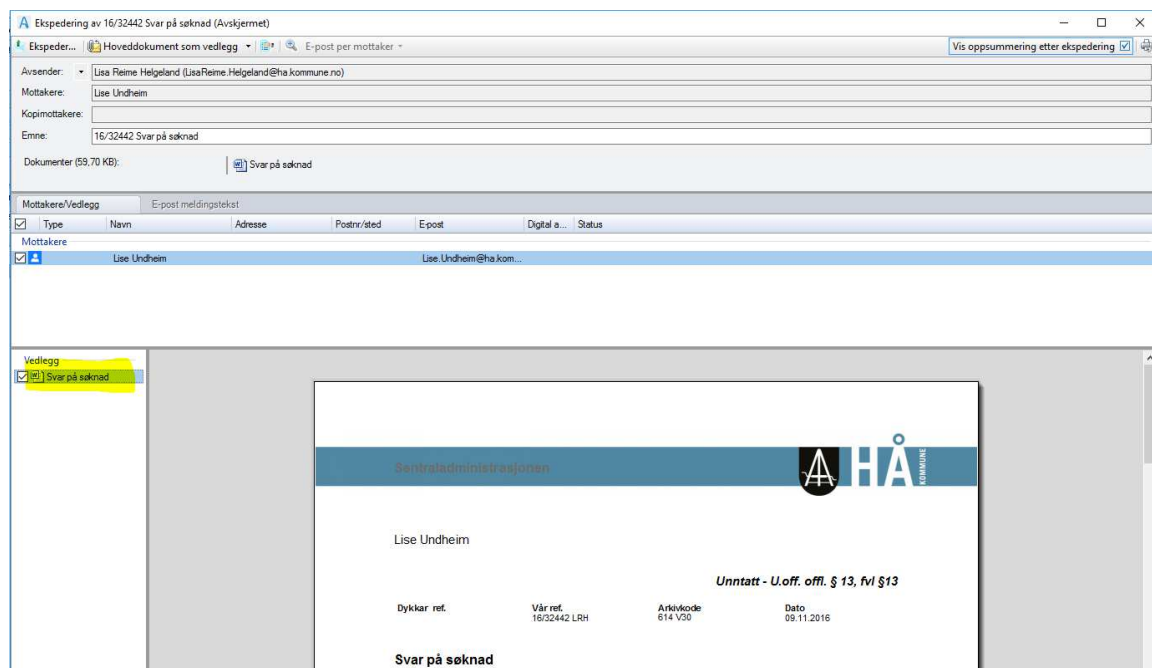 Ekspedering av 16/32442 Svar på søknad (Avskjermet)
Ekspeder... Hoveddokument som vedlegg E-post per mottaker Vis oppsummering etter ekspedering
Avsender: Lisa Reime Helgeland (LisaReime.Helgeland@ha.kommune.no)
Mottakere: Lise Undheim
Kopimottakere:
Emne: 16/32442 Svar på søknad
Dokumenter (59,70 KB): Svar på søknad
Mottakere/Vedlegg E-post meldingstekst
Type Navn Adresse Postnr/sted E-post Digital a... Status
Mottakere
Lise Undheim Lise.Undheim@ha.kom...
Vedlegg
Svar på søknad
Sentraladministrasjonen HÅ KOMMUNE
Lise Undheim
Unntatt - U.off. offl. § 13, fvl §13
Dykkar ref. Vår ref. Arkivkode Dato
16/32442 LRH 614 V30 09.11.2016
Svar på søknad